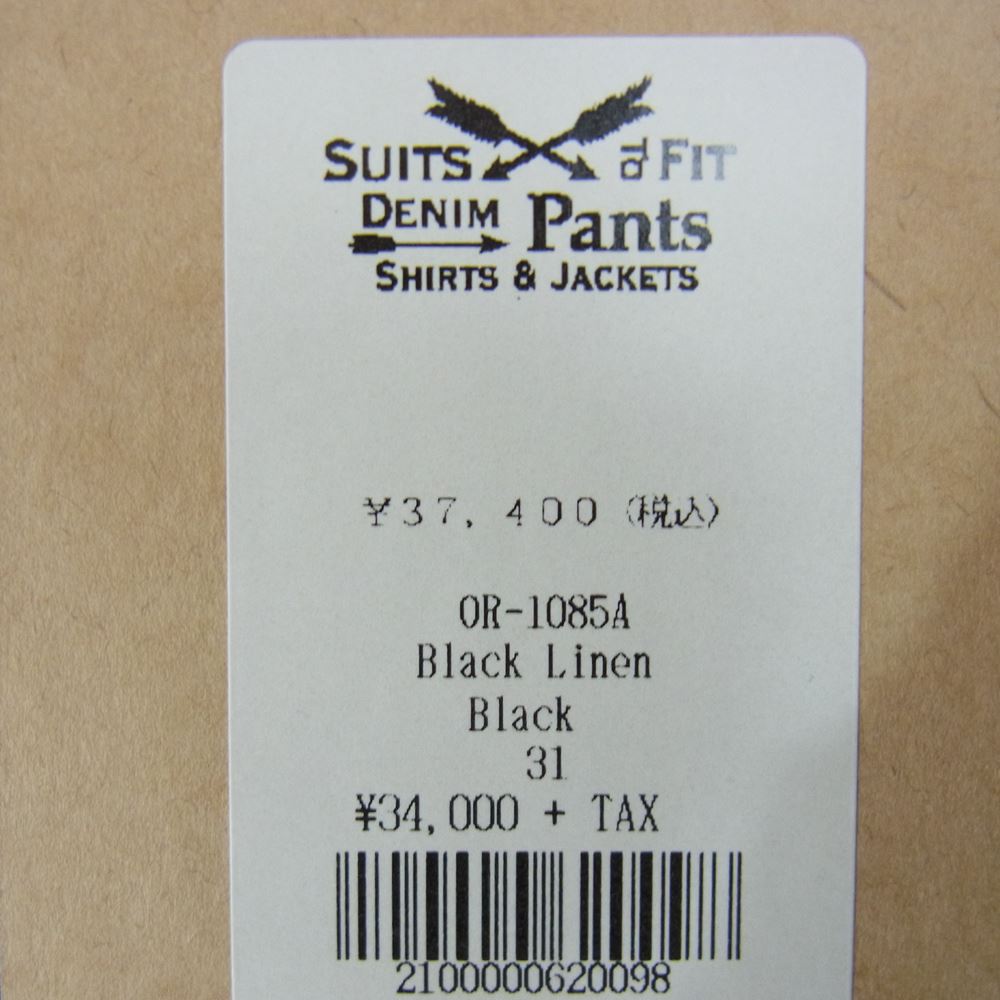 SUITS to FIT
DENIM Pants
SHIRTS & JACKETS
¥37,400(税込)
OR-1085A
Black Linen
Black
31
¥34,000 + TAX
2100000620098